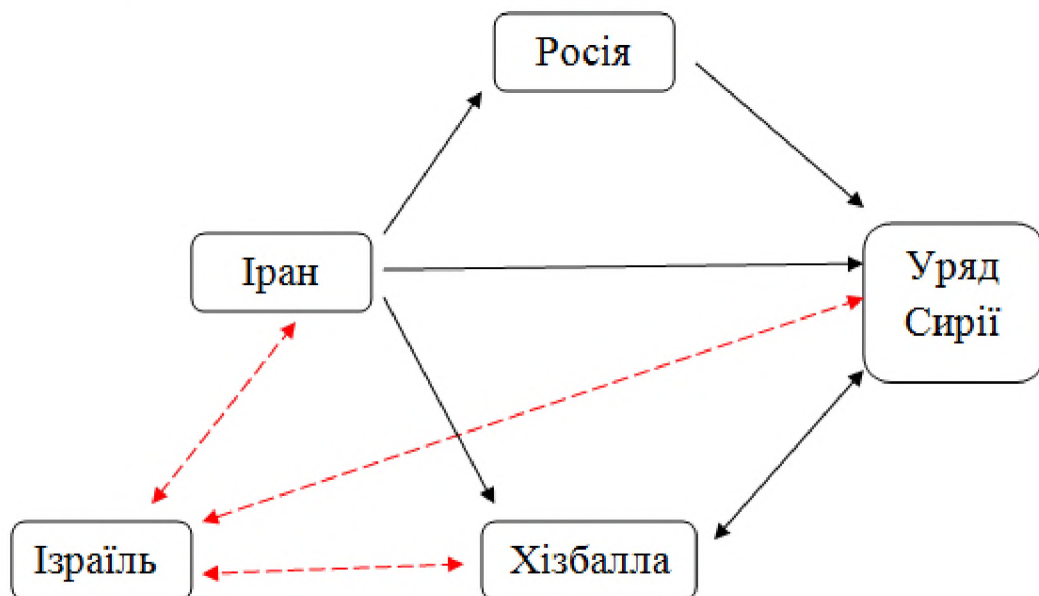 Росія
Іран
Уряд
Сирії
Ізраїль
Хізбалла